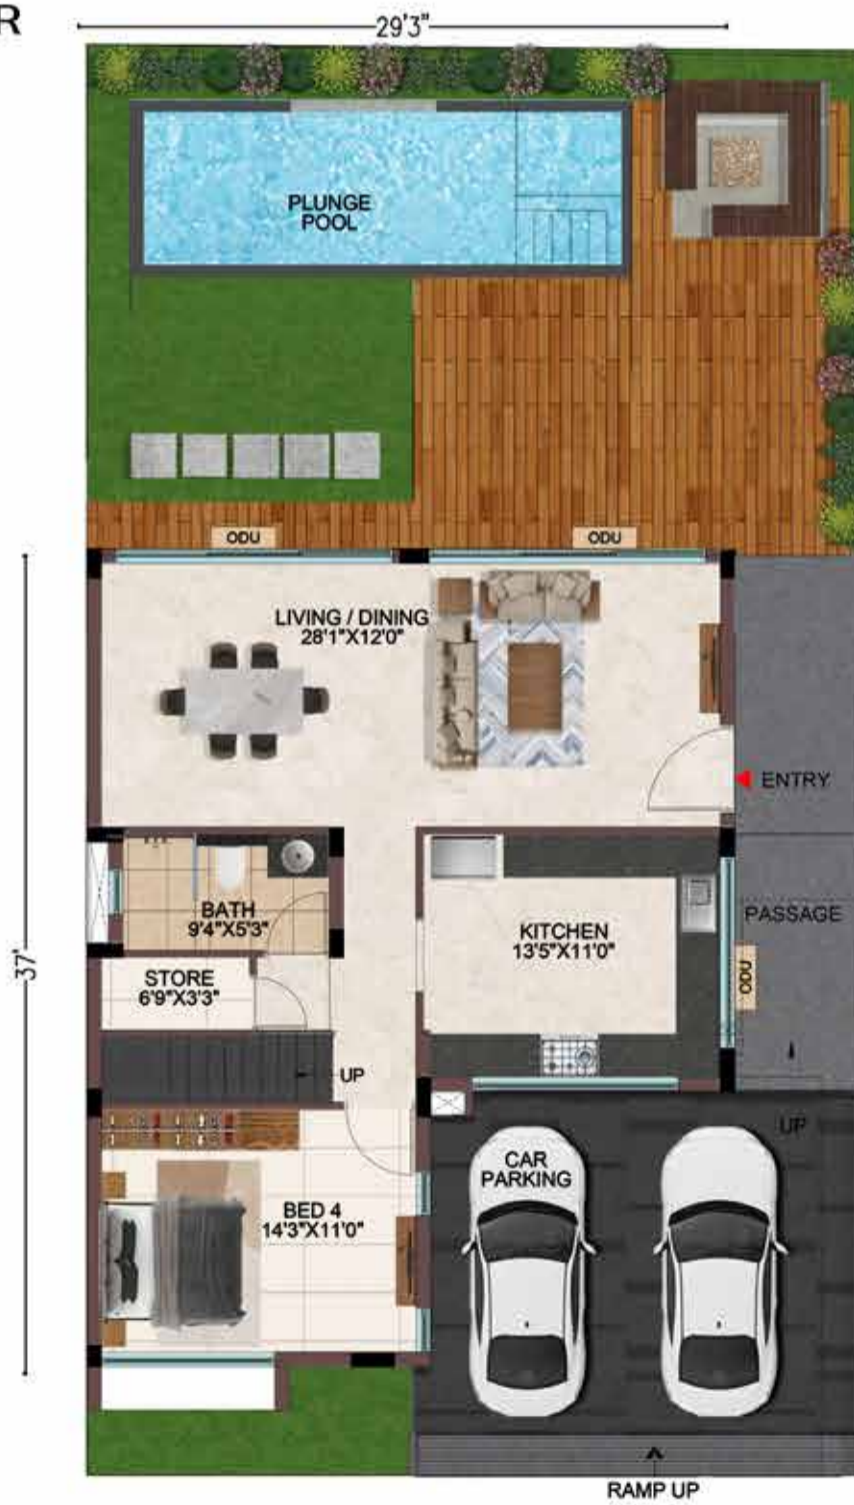 R
29'3"
PLUNGE
POOL
ODU
ODU
LIVING / DINING
28'1"X12'0"
ENTRY
BATH
9'4"X5'3"
KITCHEN
13'5"X11'0"
PASSAGE
37'
STORE
6'9"X3'3"
ODU
UP
UP
CAR
PARKING
BED 4
14'3"X11'0"
RAMP UP